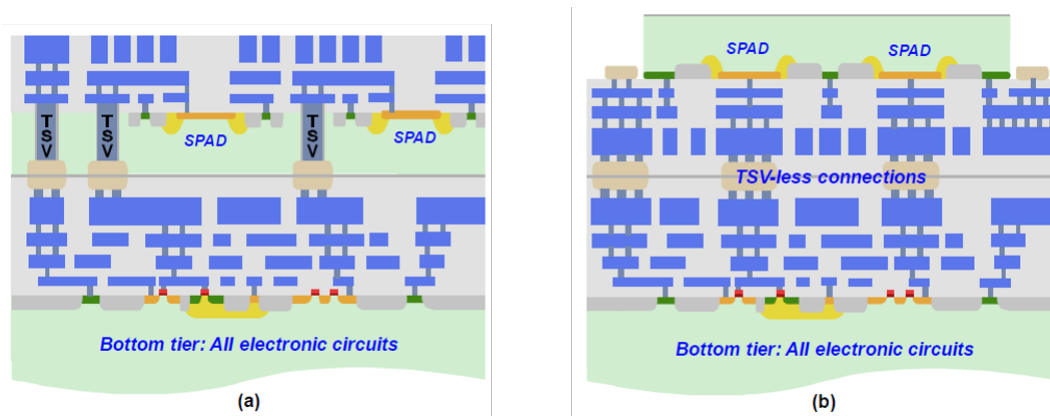 SPAD
SPAD
TSV
TSV
TSV
SPAD
SPAD
TSV-less connections
Bottom tier: All electronic circuits
Bottom tier: All electronic circuits
(a)
(b)